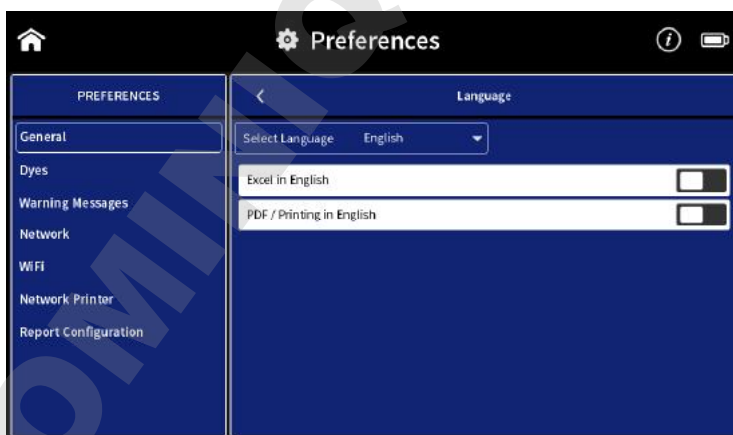 Preferences
PREFERENCES
General
Dyes
Warning Messages
Network
WiFi
Network Printer
Report Configuration
Language
Select Language English
Excel in English
PDF / Printing in English
OMINIQ